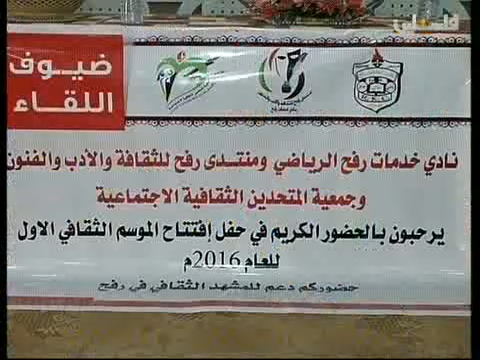 فلسطين
ضيوف
اللقاء
نادي خدمات رفح الرياضي ومنتدى رفح للثقافة والأدب والفنون
وجمعية المتحدين الثقافية الاجتماعية
يرحبون بالحضور الكريم في حفل إفتتاح الموسم الثقافي الاول
للعام 2016م
حضوركم دعم للمشهد الثقافي في رفح